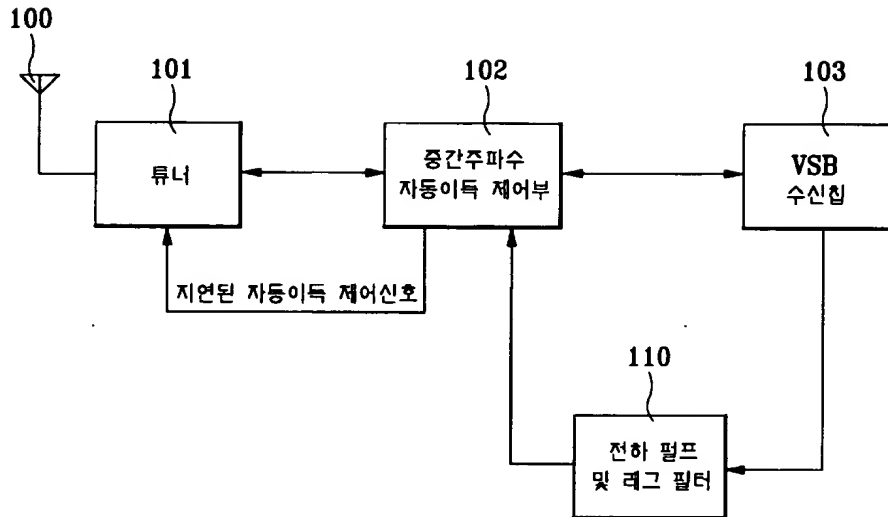 100
101
102
103
튜너
중간주파수
자동이득 제어부
VSB
수신칩
지연된 자동이득 제어신호
110
전하 펌프
및 래그 필터